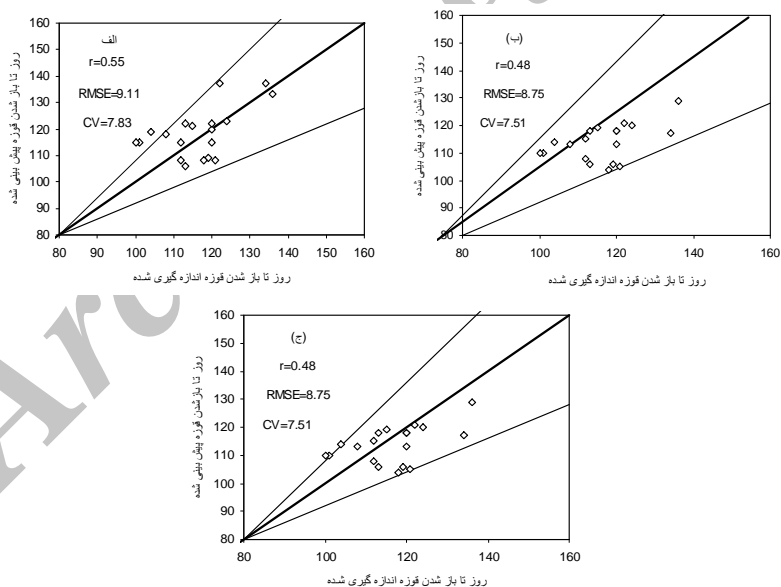 الف
r=0.55
RMSE=9.11
CV=7.83
روز تا باز شدن قوزه پیش بینی شده
160
150
140
130
120
110
100
90
80
80 90 100 110 120 130 140 150 160
روز تا باز شدن قوزه اندازه گیری شده
(ب)
r=0.48
RMSE=8.75
CV=7.51
روز تا بازشدن قوزه پیش بینی شده
160
150
140
130
120
110
100
90
80
80 100 120 140 160
روز تا باز شدن قوزه اندازه گیری شده
(ج)
r=0.48
RMSE=8.75
CV=7.51
روز تا بازشدن قوزه پیش بینی شده
160
150
140
130
120
110
100
90
80
80 100 120 140 160
روز تا باز شدن قوزه اندازه گیری شده
Arc